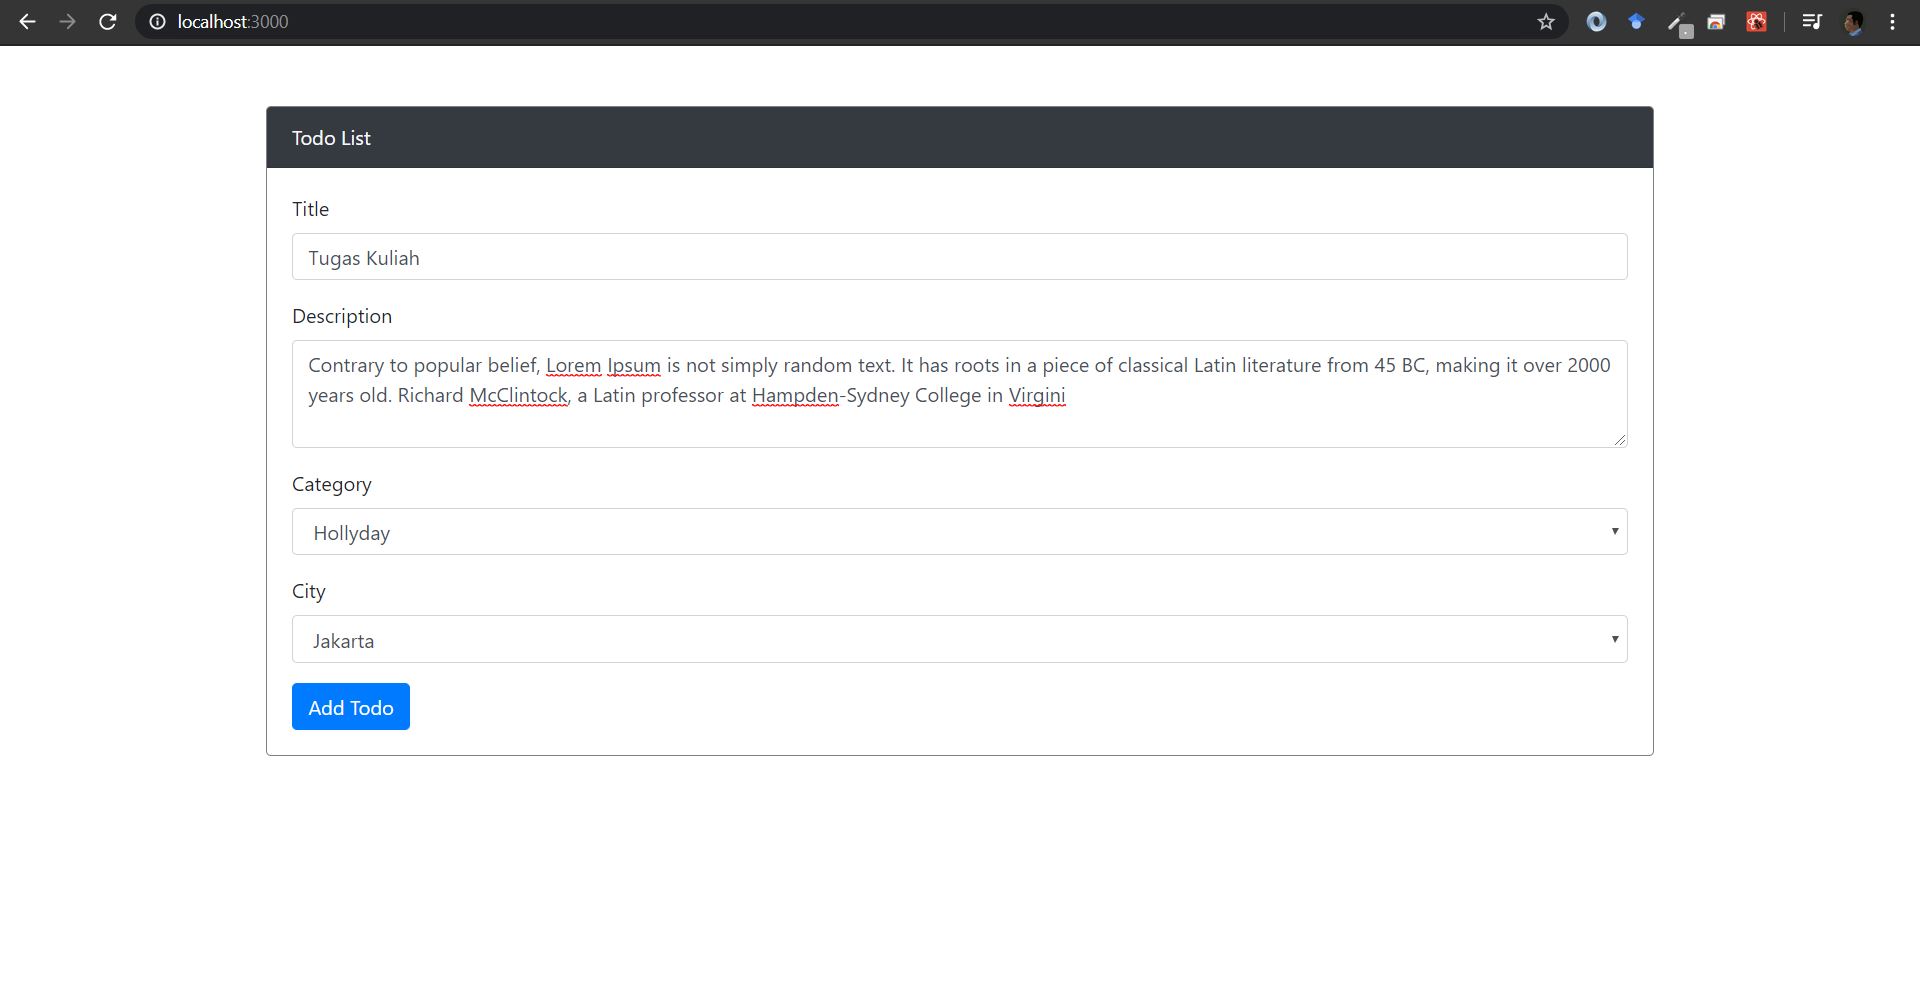 localhost:3000
Todo List
Title
Tugas Kuliah
Description
Contrary to popular belief, Lorem Ipsum is not simply random text. It has roots in a piece of classical Latin literature from 45 BC, making it over 2000
years old. Richard McClintock, a Latin professor at Hampden-Sydney College in Virgini
Category
Hollyday
City
Jakarta
Add Todo